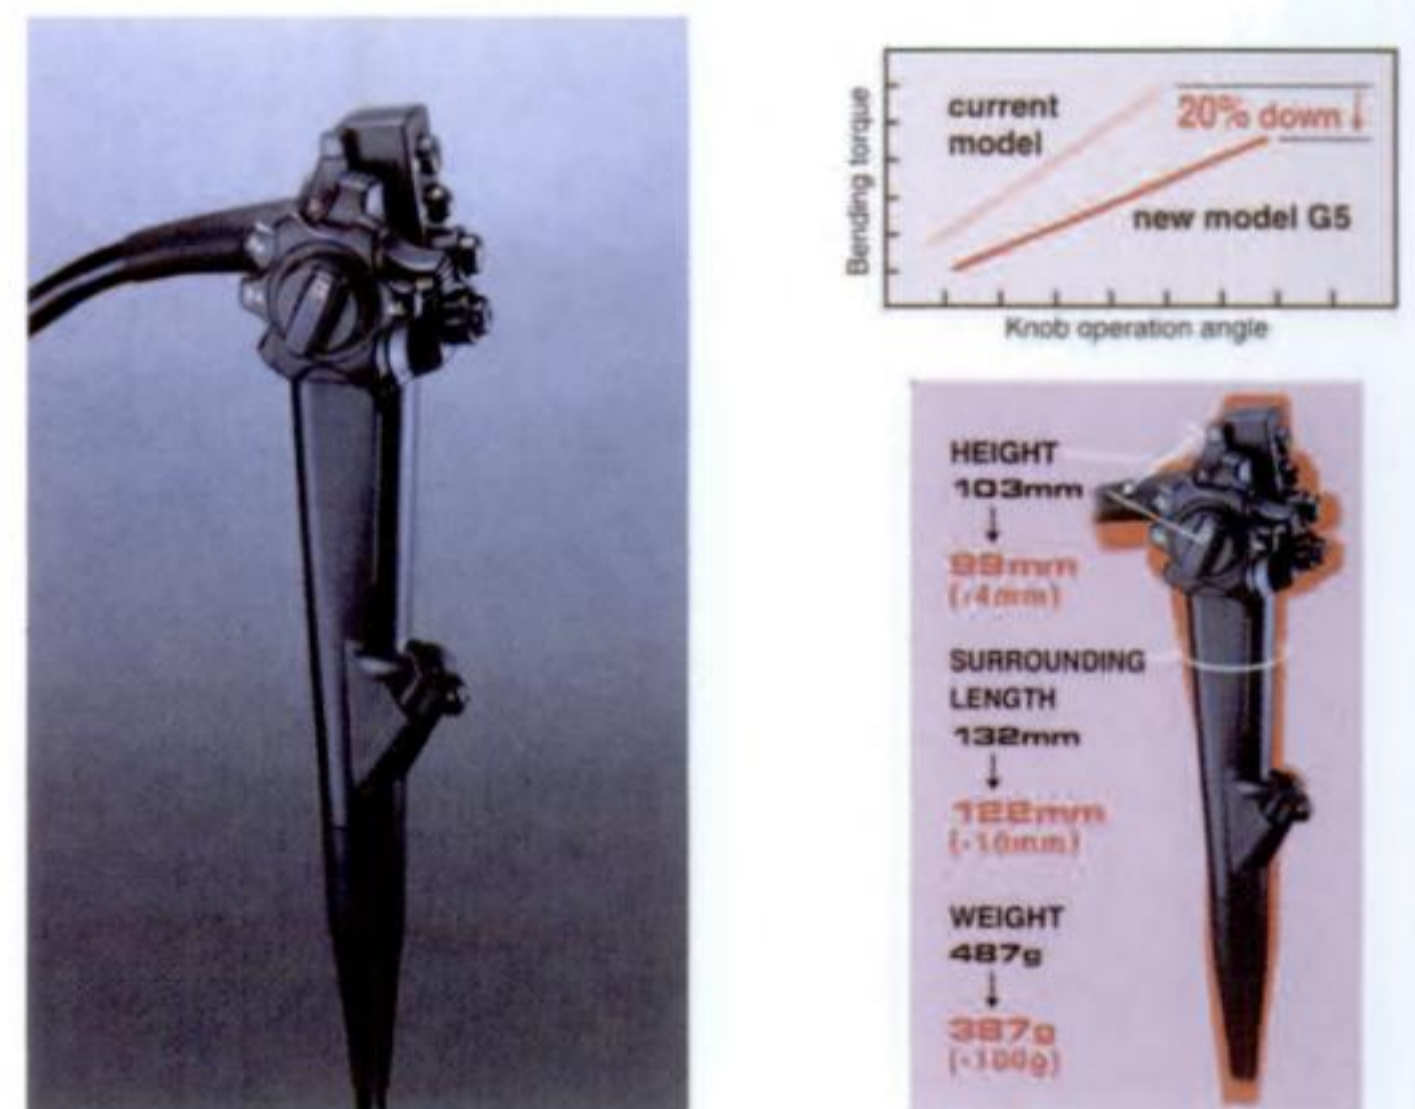 current
model
20% down
new model G5
Bending torque
Knob operation angle
HEIGHT
103mm
99mm
(-4mm)
SURROUNDING
LENGTH
132mm
122mm
(-10mm)
WEIGHT
487g
387g
(-100g)